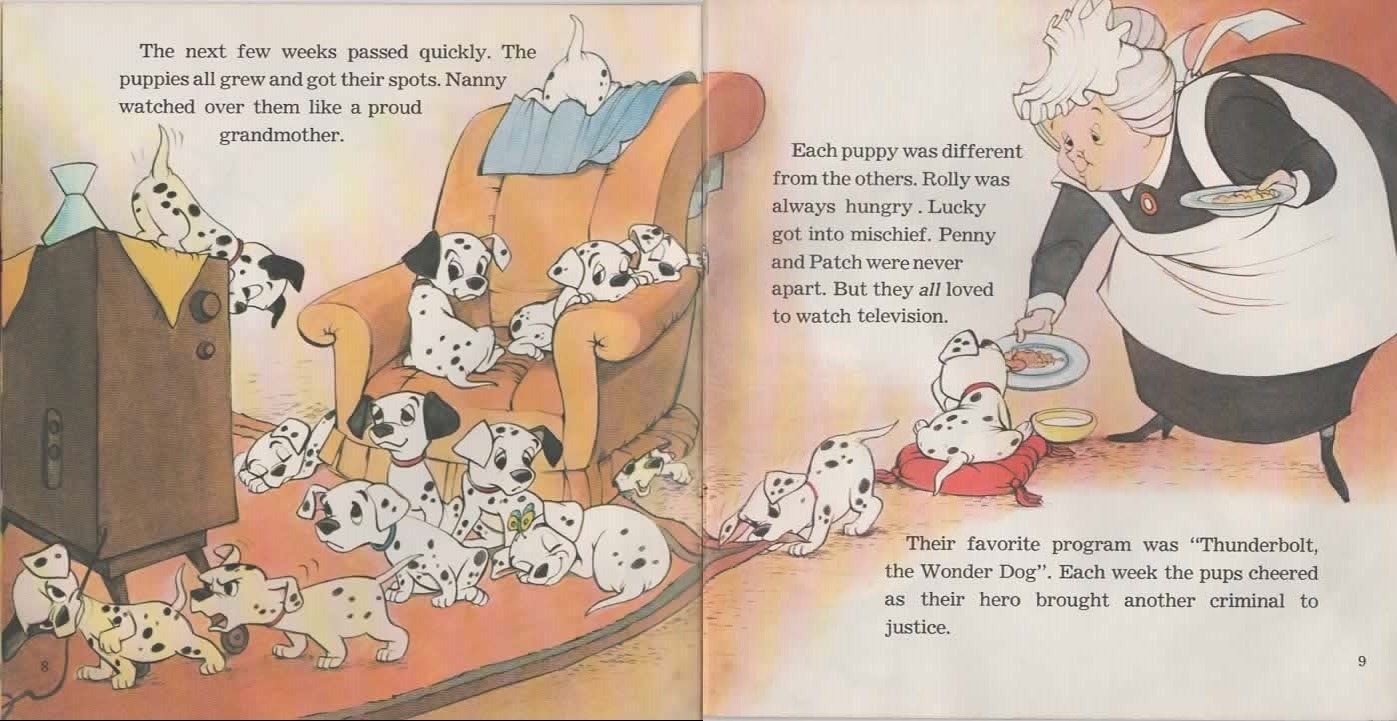 The next few weeks passed quickly. The
puppies all grew and got their spots. Nanny
watched over them like a proud
grandmother.
8
Each puppy was different
from the others. Rolly was
always hungry . Lucky
got into mischief. Penny
and Patch were never
apart. But they all loved
to watch television.
Their favorite program was “Thunderbolt,
the Wonder Dog”. Each week the pups cheered
as their hero brought another criminal to
justice.
9